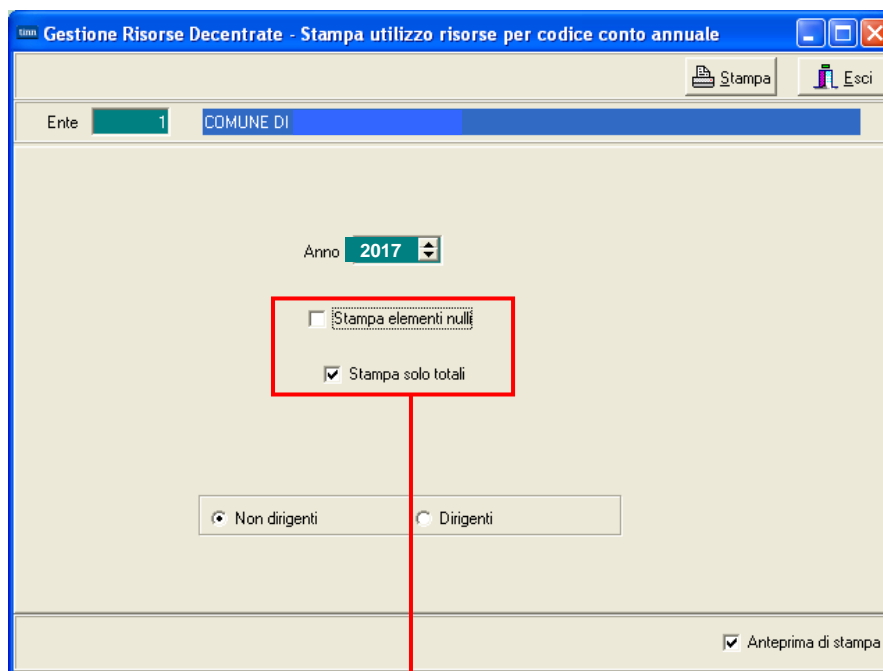 tinn Gestione Risorse Decentrate - Stampa utilizzo risorse per codice conto annuale
Stampa Esci
Ente 1 COMUNE DI
Anno 2017
Stampa elementi nulli
Stampa solo totali
Non dirigenti Dirigenti
Anteprima di stampa